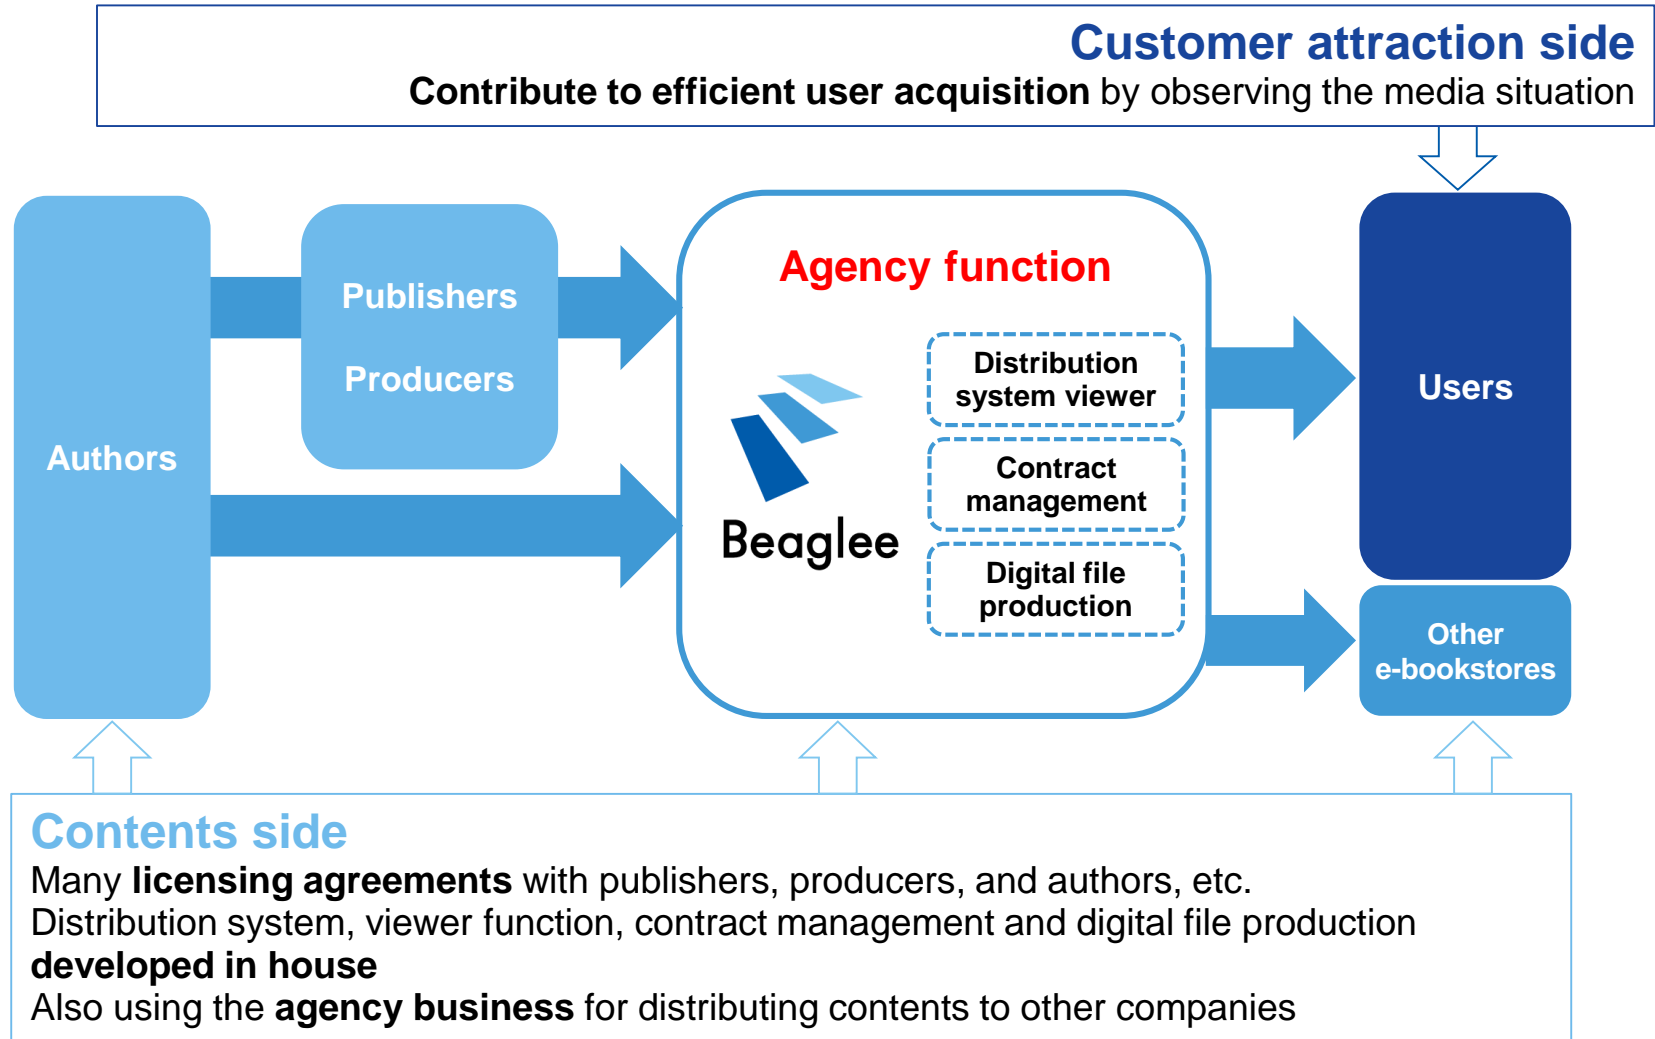 Customer attraction side
Contribute to efficient user acquisition by observing the media situation
Authors
Publishers
Producers
Agency function
Beaglee
Distribution
system viewer
Contract
management
Digital file
production
Users
Other
e-bookstores
Contents side
Many licensing agreements with publishers, producers, and authors, etc.
Distribution system, viewer function, contract management and digital file production
developed in house
Also using the agency business for distributing contents to other companies